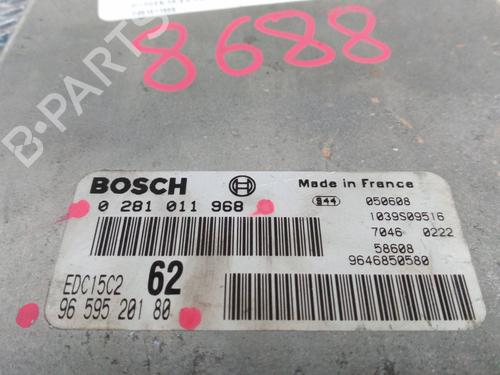 8688
BOSCH
Made in France
0 281 011 968
S44 050608
1039S09516
7046 0222
58608
9646850580
EDC15C2 62
96 595 201 80
B-PARTS